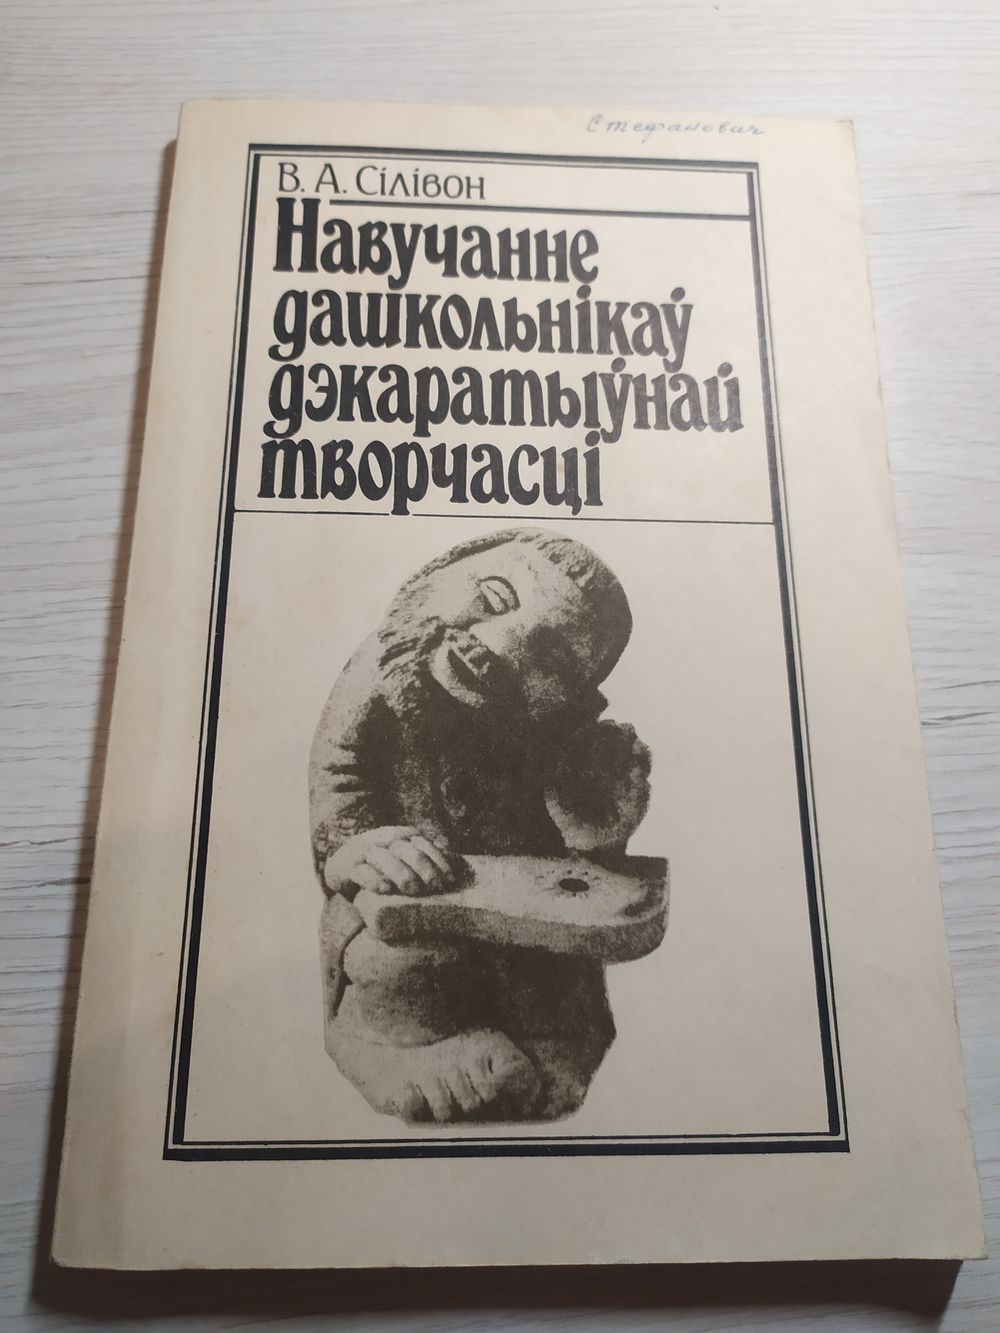 Стефанович
В. А. Сілівон
Навучанне
дашкольнікаў
дэкаратыўнай
творчасці